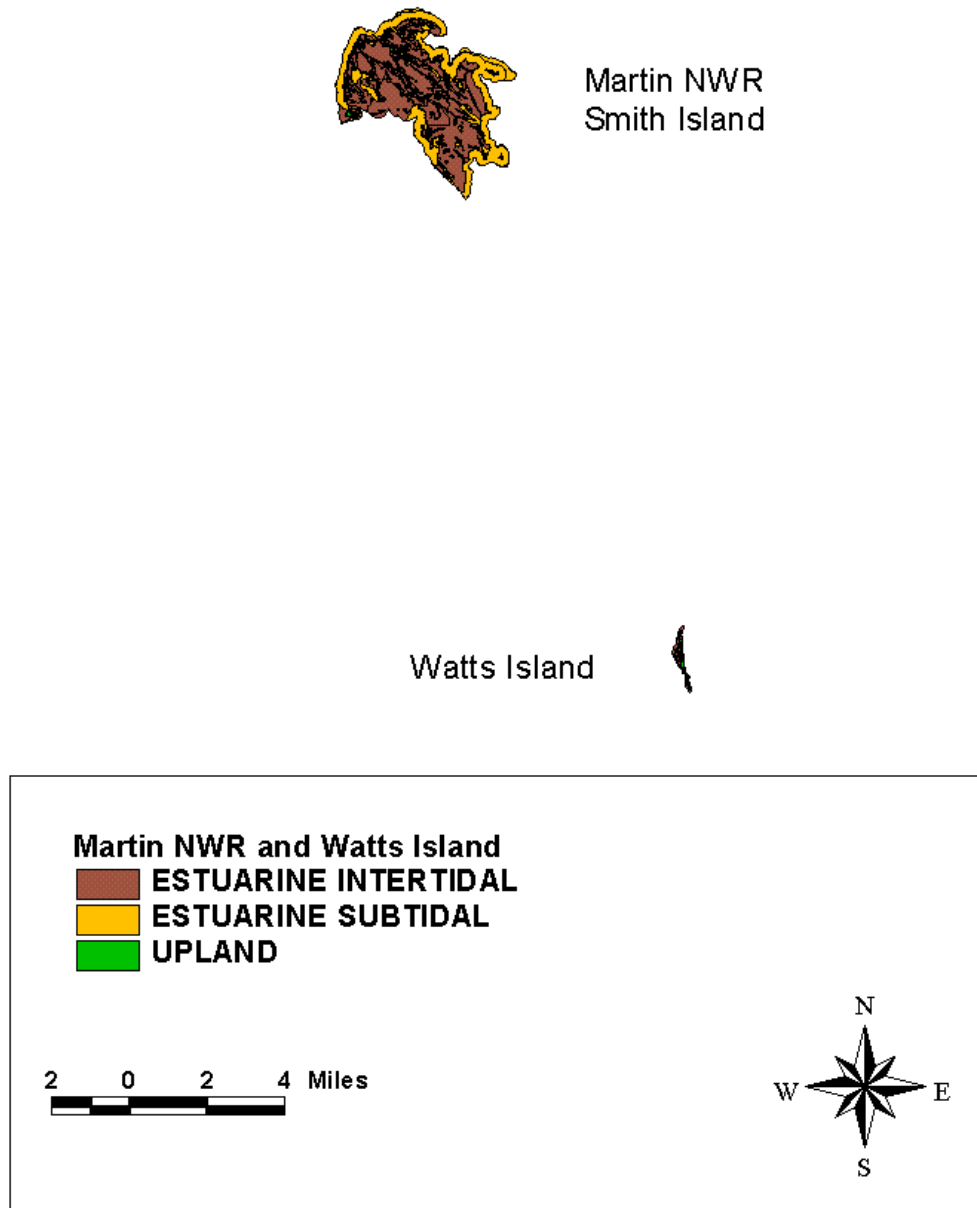 Martin NWR
Smith Island
Watts Island
Martin NWR and Watts Island
ESTUARINE INTERTIDAL
ESTUARINE SUBTIDAL
UPLAND
2 0 2 4 Miles
N
W E
S